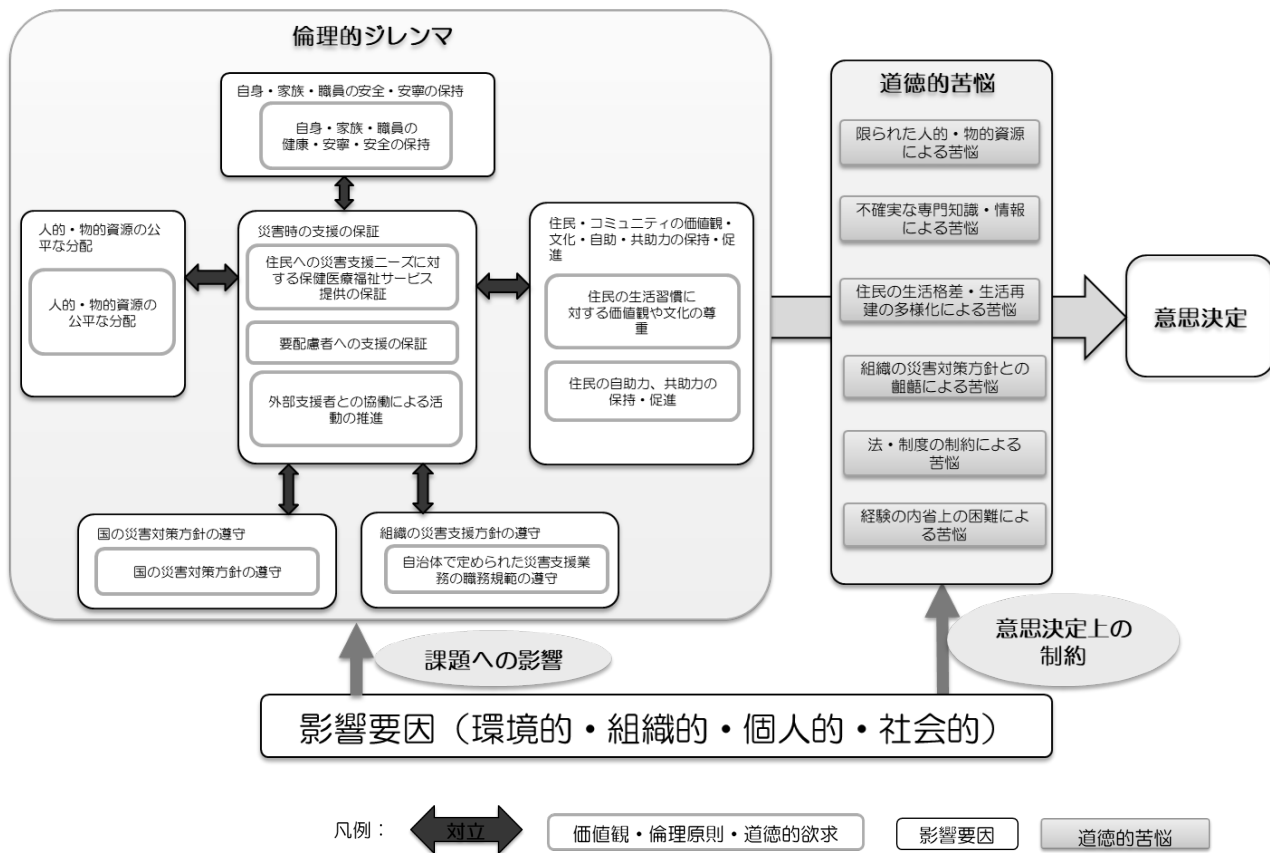 倫理的ジレンマ
自身・家族・職員の安全・安寧の保持
自身・家族・職員の
健康・安寧・安全の保持
人的・物的資源の公
平な分配
人的・物的資源の
公平な分配
災害時の支援の保証
住民への災害支援ニーズに対
する保健医療福祉サービス
提供の保証
要配慮者への支援の保証
外部支援者との協働による活
動の推進
住民・コミュニティの価値観・
文化・自助・共助力の保持・促
進
住民の生活習慣に
対する価値観や文化の尊
重
住民の自助力、共助力の
保持・促進
国の災害対策方針の遵守
国の災害対策方針の遵守
組織の災害支援方針の遵守
自治体で定められた災害支援業
務の職務規範の遵守
道徳的苦悩
限られた人的・物的資源
による苦悩
不確実な専門知識・情報
による苦悩
住民の生活格差・生活再
建の多様化による苦悩
組織の災害対策方針との
齟齬による苦悩
法・制度の制約による
苦悩
経験の内省上の困難によ
る苦悩
意思決定
課題への影響
意思決定上の
制約
影響要因（環境的・組織的・個人的・社会的）
凡例：
対立
価値観・倫理原則・道徳的欲求
影響要因
道徳的苦悩